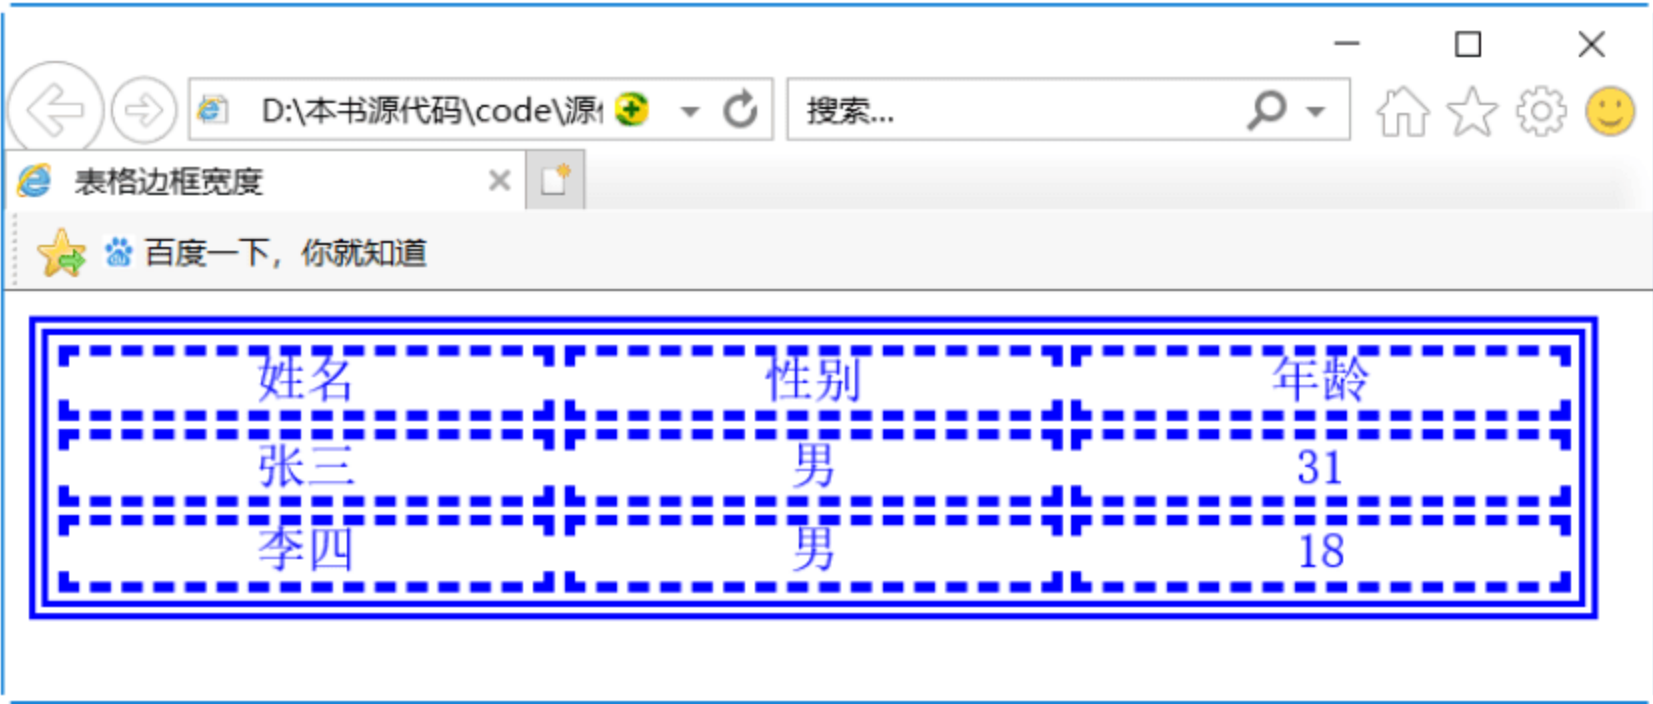 D:\本书源代码\code\源
搜索...
表格边框宽度
百度一下，你就知道
姓名 性别 年龄
张三 男 31
李四 男 18